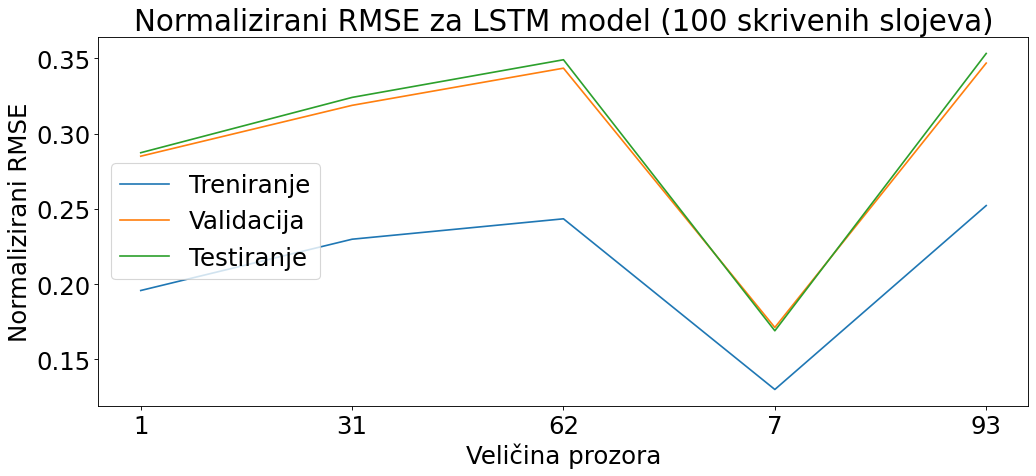 Normalizirani RMSE za LSTM model (100 skrivenih slojeva)
Normalizirani RMSE
0.35
0.30
0.25
0.20
0.15
Treniranje
Validacija
Testiranje
1 31 62 7 93
Veličina prozora